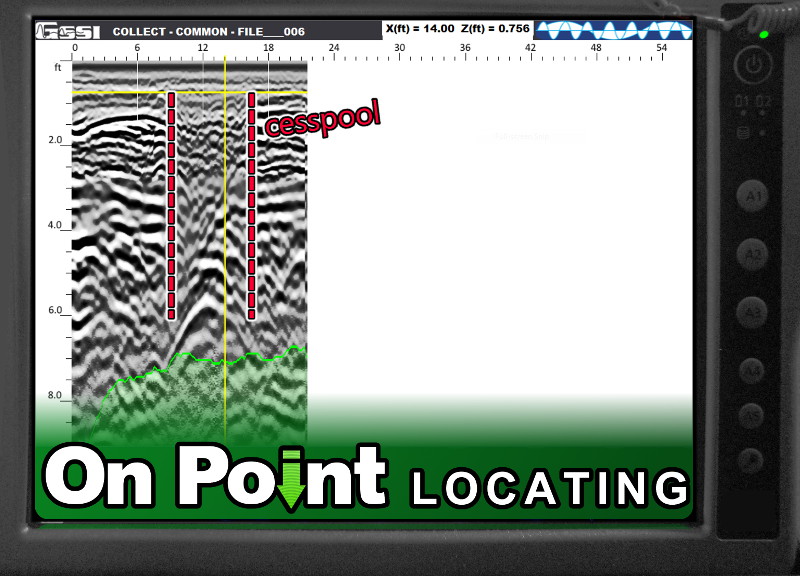 GSSI COLLECT - COMMON - FILE___006 X(ft) = 14.00 Z(ft) = 0.756
0 6 12 18 24 30 36 42 48 54
ft
cesspool
2.0
4.0
6.0
8.0
On Point LOCATING
01 02
A1
A2
A3
A4
A5